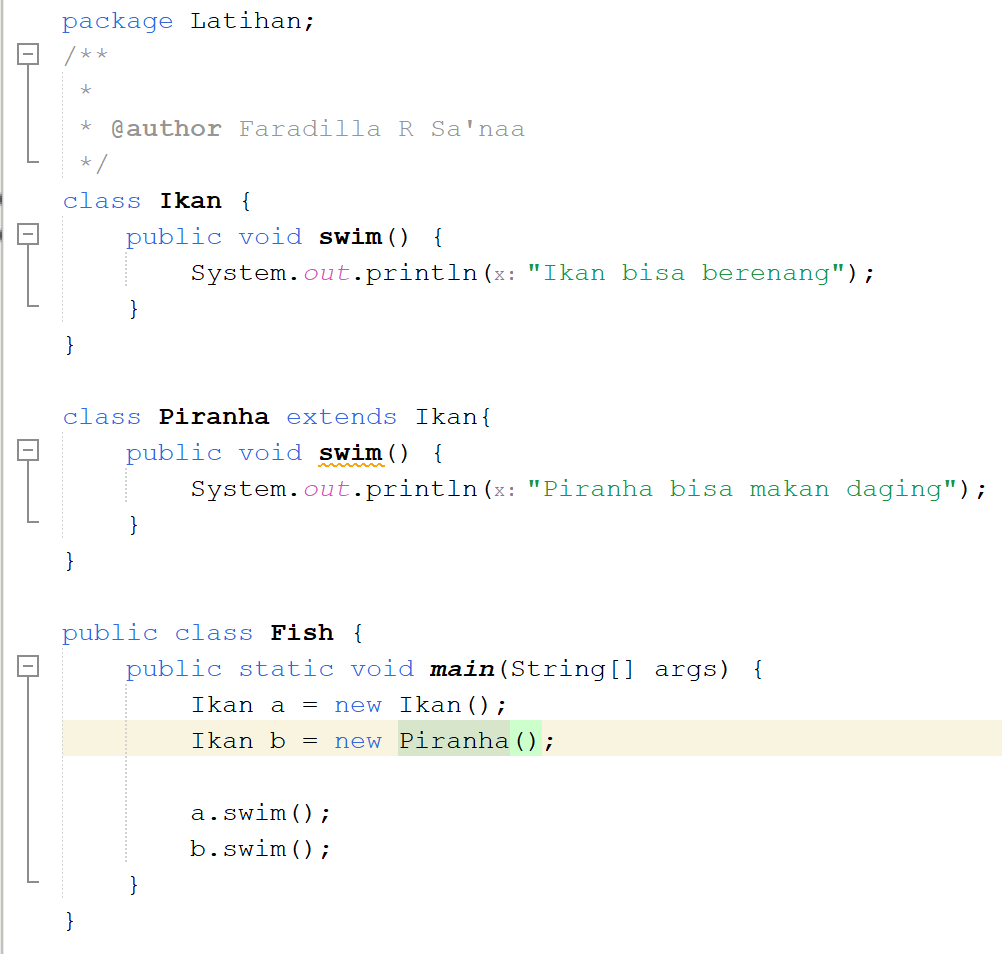 package Latihan;
/**
 *
 * @author Faradilla R Sa'naa
 */
class Ikan {
    public void swim() {
        System.out.println(x: "Ikan bisa berenang");
    }
}

class Piranha extends Ikan{
    public void swim() {
        System.out.println(x: "Piranha bisa makan daging");
    }
}

public class Fish {
    public static void main(String[] args) {
        Ikan a = new Ikan();
        Ikan b = new Piranha();

        a.swim();
        b.swim();
    }
}